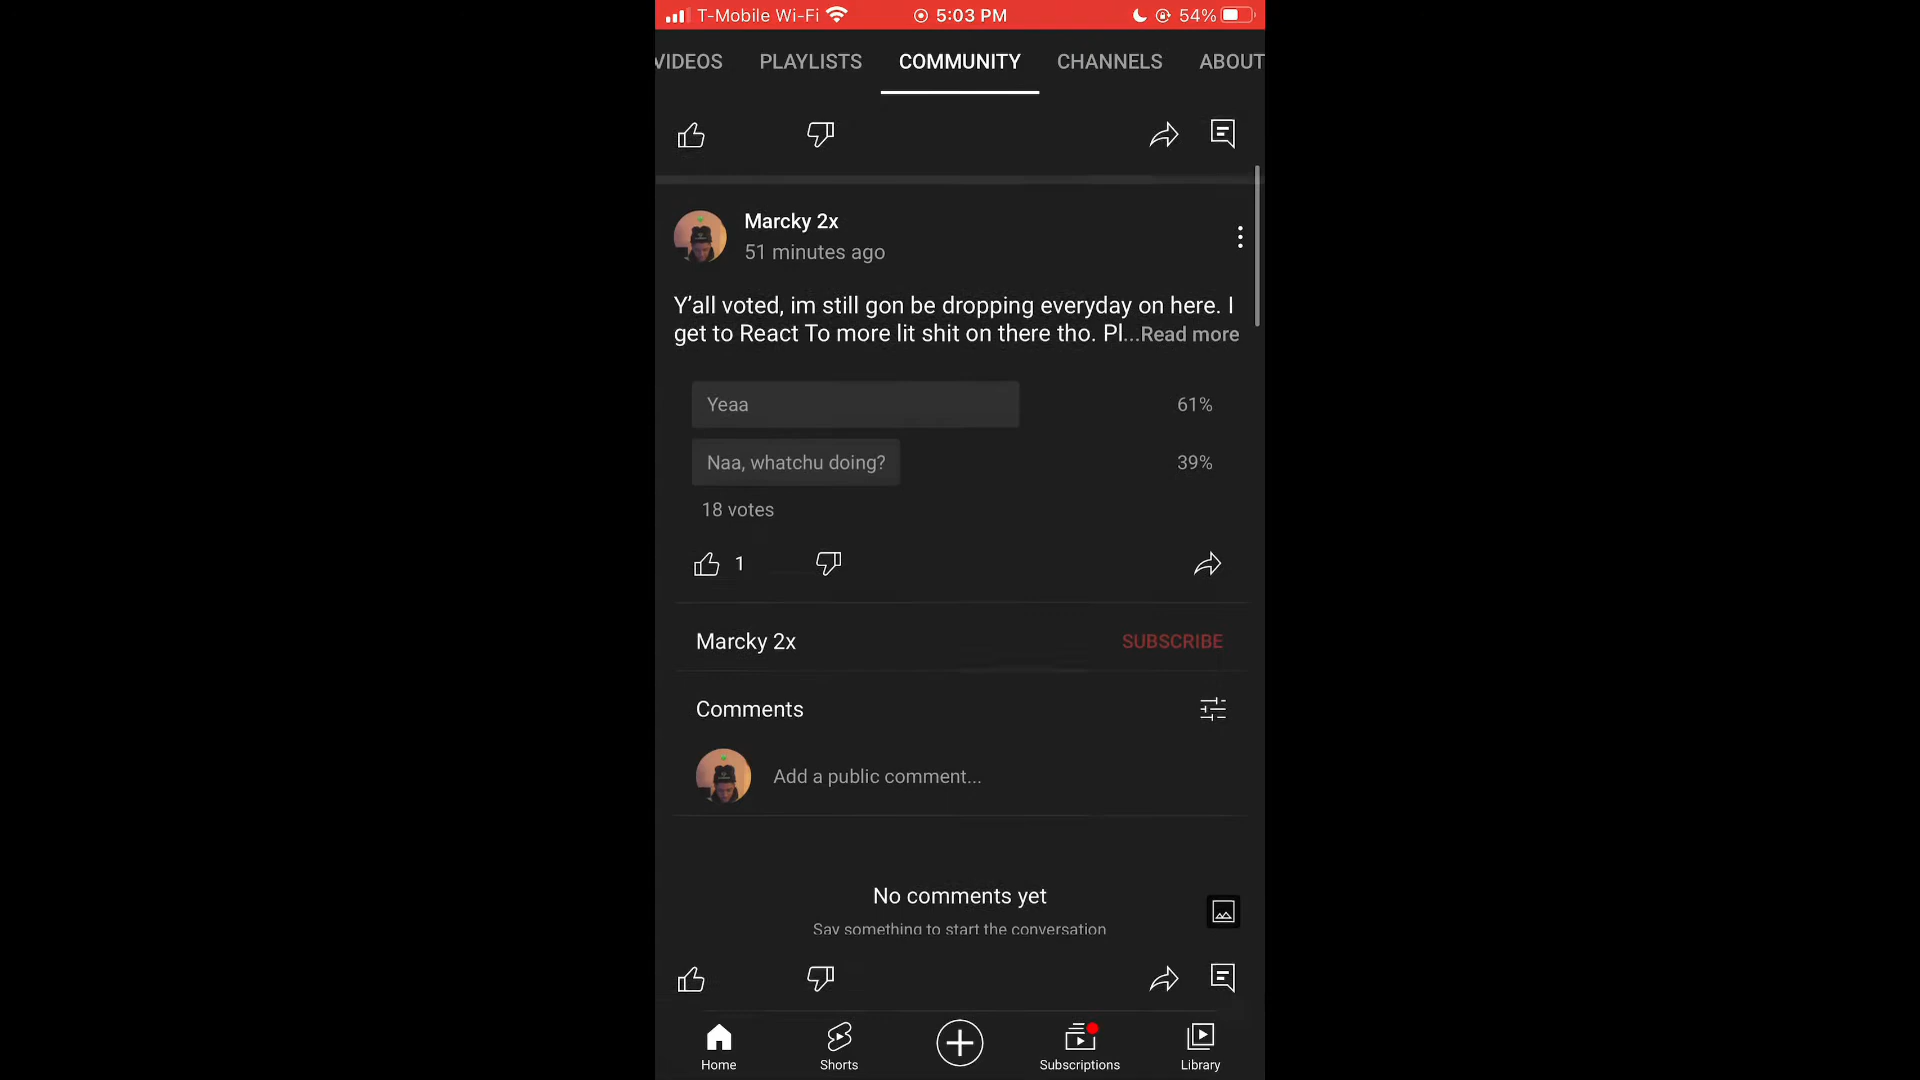 T-Mobile Wi-Fi 5:03 PM 54%
VIDEOS PLAYLISTS COMMUNITY CHANNELS ABOUT
Marcky 2x
51 minutes ago
Y’all voted, im still gon be dropping everyday on here. I
get to React To more lit shit on there tho. Pl...Read more
Yeaa 61%
Naa, whatchu doing? 39%
18 votes
1
Marcky 2x SUBSCRIBE
Comments
Add a public comment...
No comments yet
Say something to start the conversation
Home Shorts Subscriptions Library